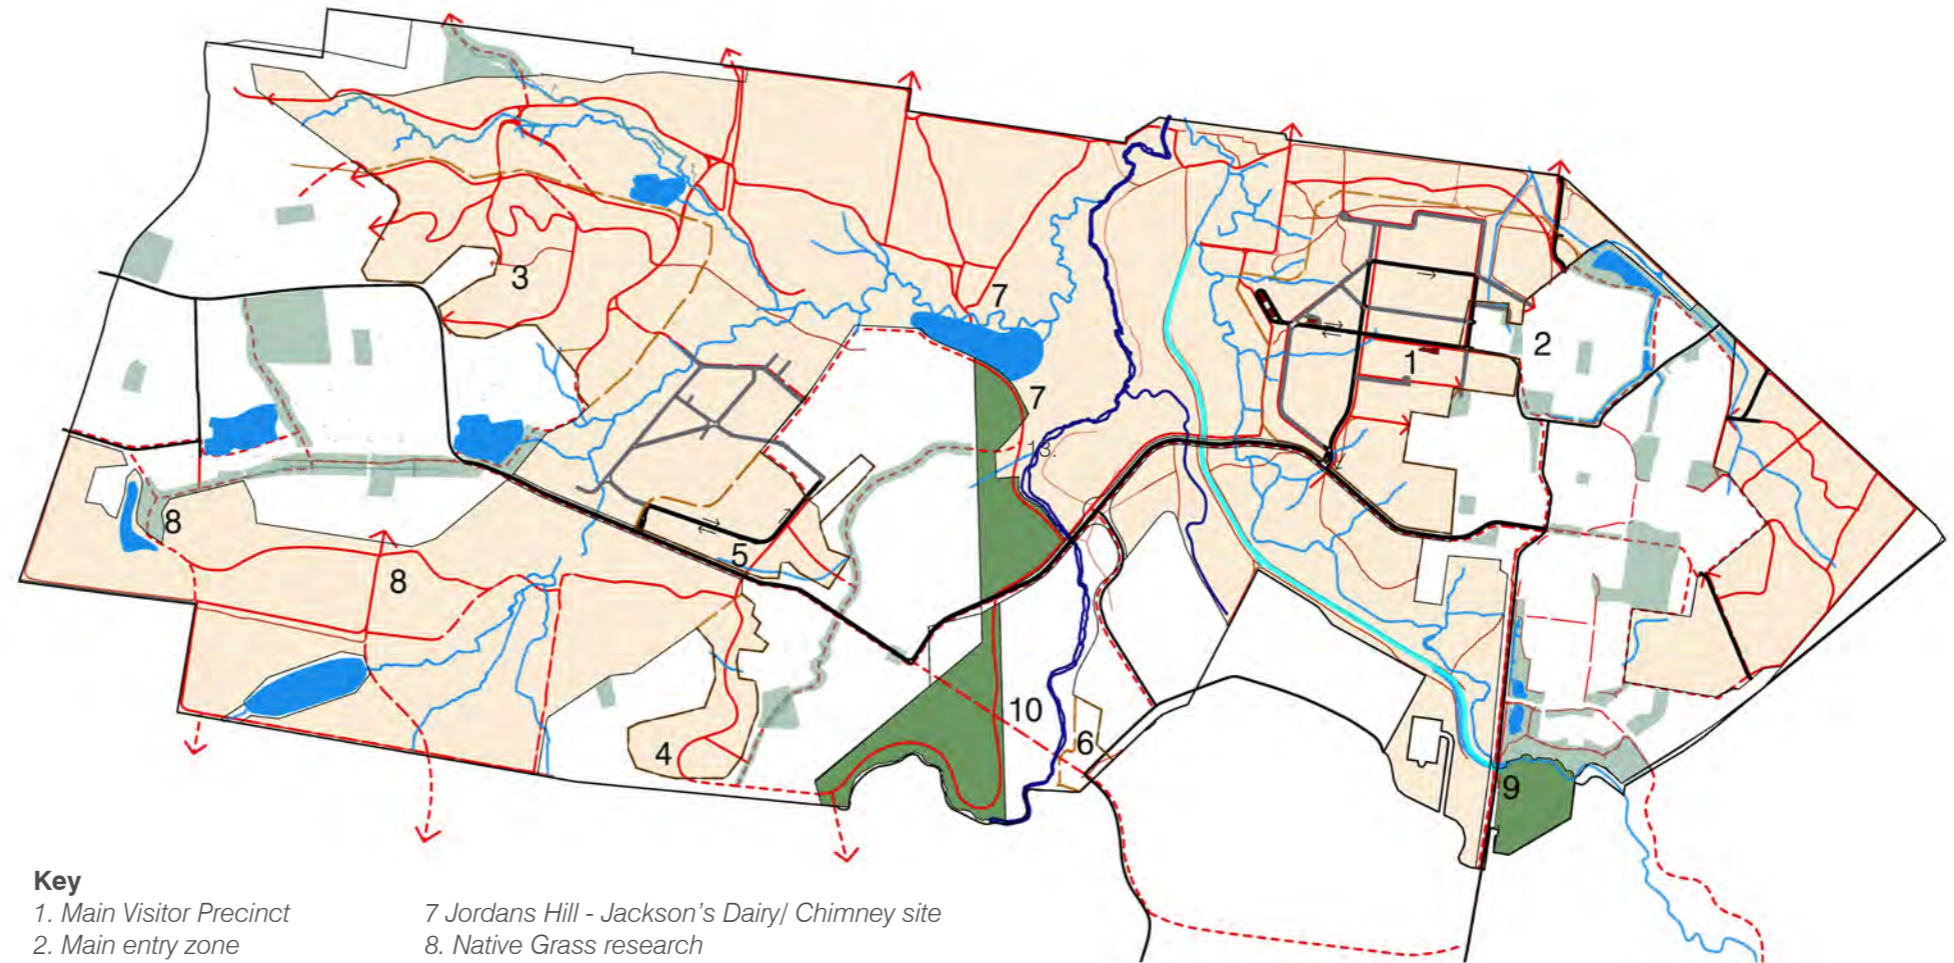 3
7
2
1
7
13.
8
5
8
10
6
4
9
Key
1. Main Visitor Precinct
2. Main entry zone
7 Jordans Hill - Jackson's Dairy/ Chimney site
8. Native Grass research